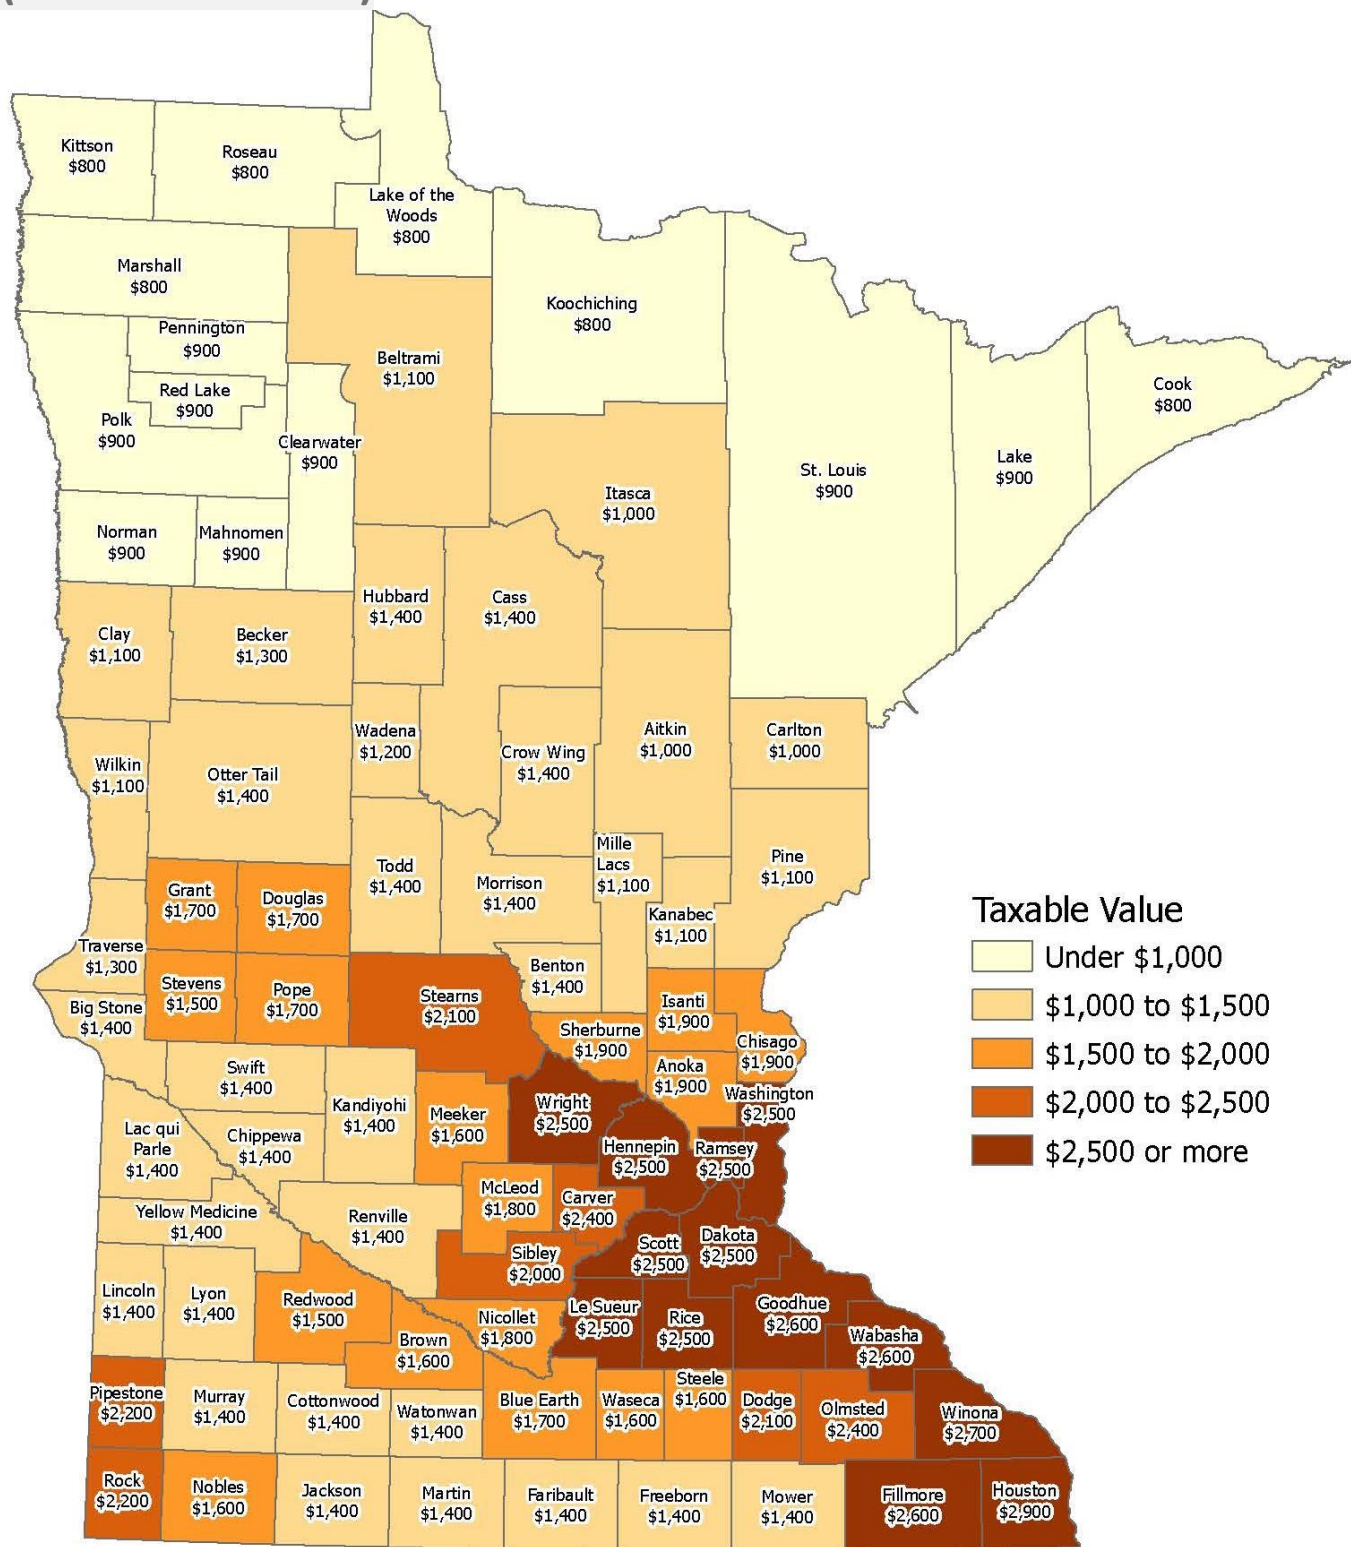 Kittson
$800
Roseau
$800
Lake of the
Woods
$800
Marshall
$800
Koochiching
$800
Pennington
$900
Beltrami
$1,100
Red Lake
$900
Cook
$800
Polk
$900
Clearwater
$900
St. Louis
$900
Lake
$900
Itasca
$1,000
Norman
$900
Mahnomen
$900
Hubbard
$1,400
Cass
$1,400
Clay
$1,100
Becker
$1,300
Wadena
$1,200
Aitkin
$1,000
Carlton
$1,000
Crow Wing
$1,400
Wilkin
$1,100
Otter Tail
$1,400
Mille
Lacs
$1,100
Pine
$1,100
Todd
$1,400
Morrison
$1,400
Grant
$1,700
Douglas
$1,700
Kanabec
$1,100
Traverse
$1,300
Benton
$1,400
Stevens
$1,500
Pope
$1,700
Stearns
$2,100
Isanti
$1,900
Big Stone
$1,400
Sherburne
$1,900
Chisago
$1,900
Swift
$1,400
Anoka
$1,900
Washington
$2,500
Kandiyohi
$1,400
Meeker
$1,600
Wright
$2,500
Lac qui
Parle
$1,400
Chippewa
$1,400
Hennepin
$2,500
Ramsey
$2,500
McLeod
$1,800
Carver
$2,400
Yellow Medicine
$1,400
Renville
$1,400
Dakota
$2,500
Scott
$2,500
Sibley
$2,000
Lincoln
$1,400
Lyon
$1,400
Redwood
$1,500
Nicollet
$1,800
Le Sueur
$2,500
Rice
$2,500
Goodhue
$2,600
Wabasha
$2,600
Brown
$1,600
Pipestone
$2,200
Murray
$1,400
Cottonwood
$1,400
Watonwan
$1,400
Blue Earth
$1,700
Waseca
$1,600
Steele
$1,600
Dodge
$2,100
Olmsted
$2,400
Winona
$2,700
Rock
$2,200
Nobles
$1,600
Jackson
$1,400
Martin
$1,400
Faribault
$1,400
Freeborn
$1,400
Mower
$1,400
Fillmore
$2,600
Houston
$2,900
Taxable Value
Under $1,000
$1,000 to $1,500
$1,500 to $2,000
$2,000 to $2,500
$2,500 or more